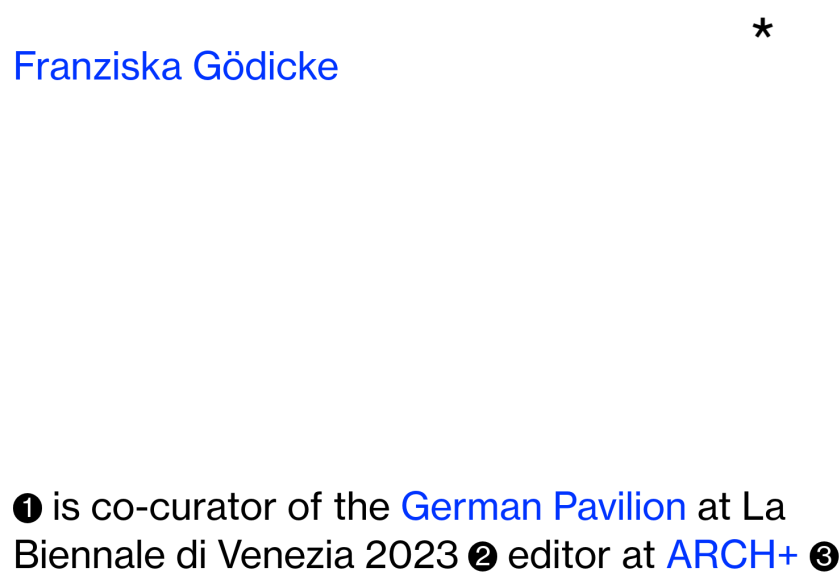 *
Franziska Gödicke
❶ is co-curator of the German Pavilion at La
Biennale di Venezia 2023 ❷ editor at ARCH+ ❸